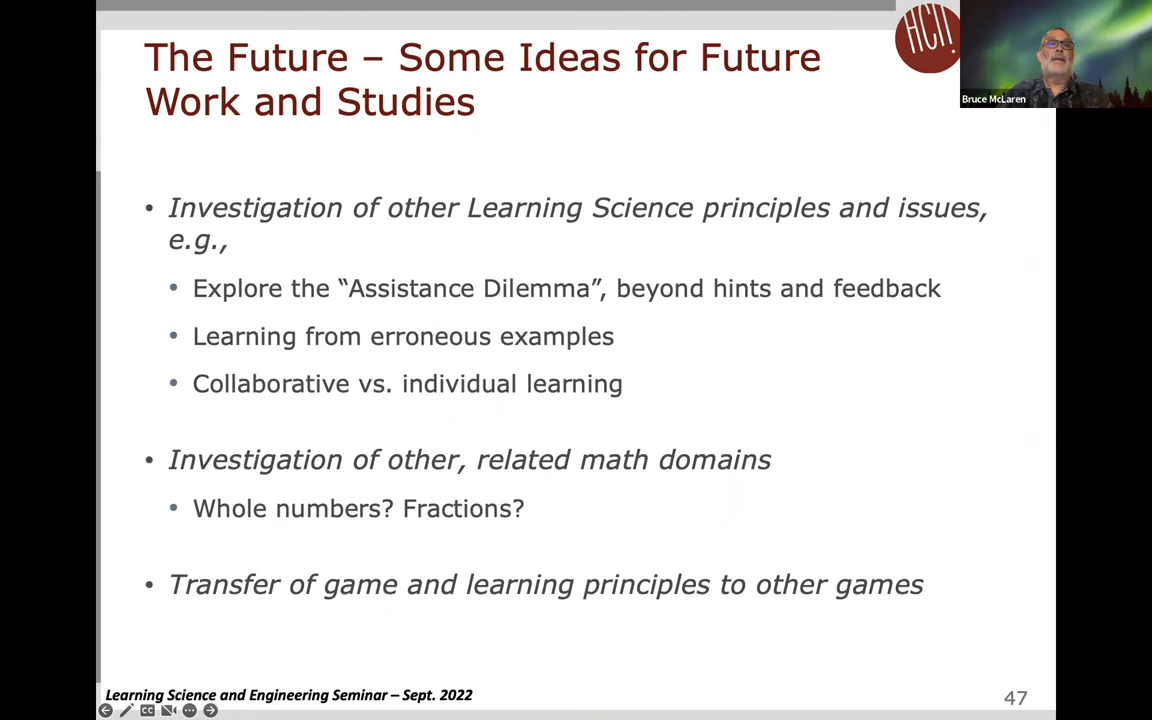 The Future – Some Ideas for Future
Work and Studies
HCII!
Bruce McLaren
• Investigation of other Learning Science principles and issues,
e.g.,
• Explore the “Assistance Dilemma”, beyond hints and feedback
• Learning from erroneous examples
• Collaborative vs. individual learning
• Investigation of other, related math domains
• Whole numbers? Fractions?
• Transfer of game and learning principles to other games
Learning Science and Engineering Seminar – Sept. 2022
47
CC